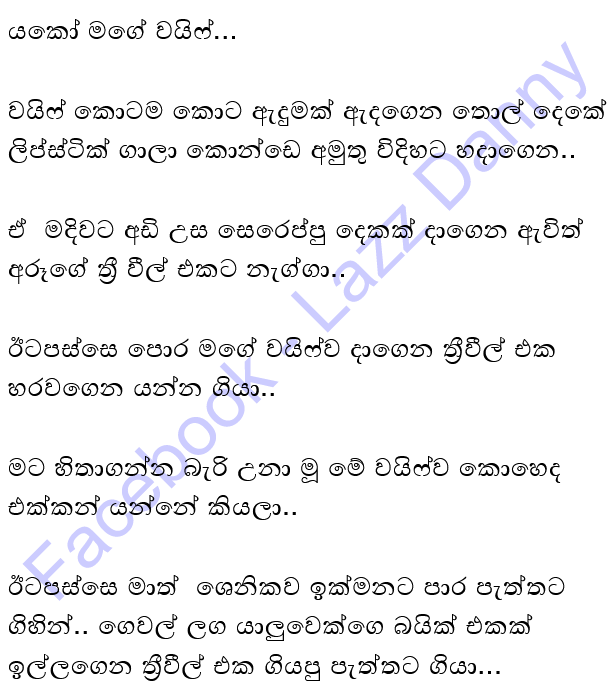 යකෝ මගේ වයිෆ්...
වයිෆ් කොටම කොට ඇදුමක් ඇදගෙන තොල් දෙකේ
ලිප්ස්ටික් ගාලා කොන්ඩෙ අමුතු විදිහට හදාගෙන..
ඒ මදිවට අඩි උස සෙරෙප්පු දෙකක් දාගෙන ඇවිත්
අරූගේ ත්‍රී වීල් එකට නැග්ගා..
ඊටපස්සෙ පොර මගේ වයිෆ්ව දාගෙන ත්‍රීවීල් එක
හරවගෙන යන්න ගියා..
මට හිතාගන්න බැරි උනා මූ මේ වයිෆ්ව කොහෙද
එක්කන් යන්නේ කියලා..
ඊටපස්සෙ මාත් ශෙනිකව ඉක්මනට පාර පැත්තට
ගිහින්.. ගෙවල් ලග යාලුවෙක්ගෙ බයික් එකක්
ඉල්ලගෙන ත්‍රීවීල් එක ගියපු පැත්තට ගියා...
Facebook Lazz Danny